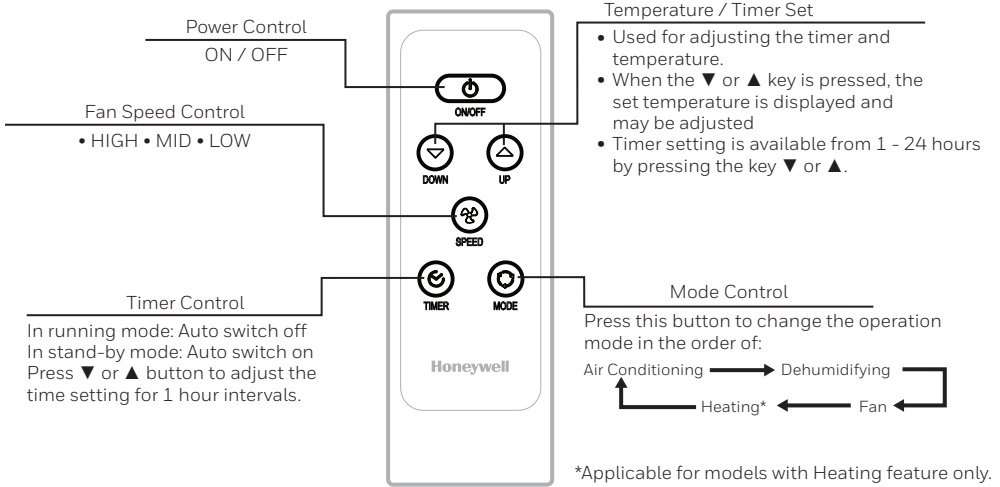 Power Control
ON / OFF
Fan Speed Control
• HIGH • MID • LOW
Timer Control
In running mode: Auto switch off
In stand-by mode: Auto switch on
Press ▼ or ▲ button to adjust the
time setting for 1 hour intervals.
ON/OFF
DOWN
UP
SPEED
TIMER
MODE
Honeywell
Temperature / Timer Set
• Used for adjusting the timer and
temperature.
• When the ▼ or ▲ key is pressed, the
set temperature is displayed and
may be adjusted
• Timer setting is available from 1 - 24 hours
by pressing the key ▼ or ▲.
Mode Control
Press this button to change the operation
mode in the order of:
Air Conditioning
Dehumidifying
Heating*
Fan
*Applicable for models with Heating feature only.